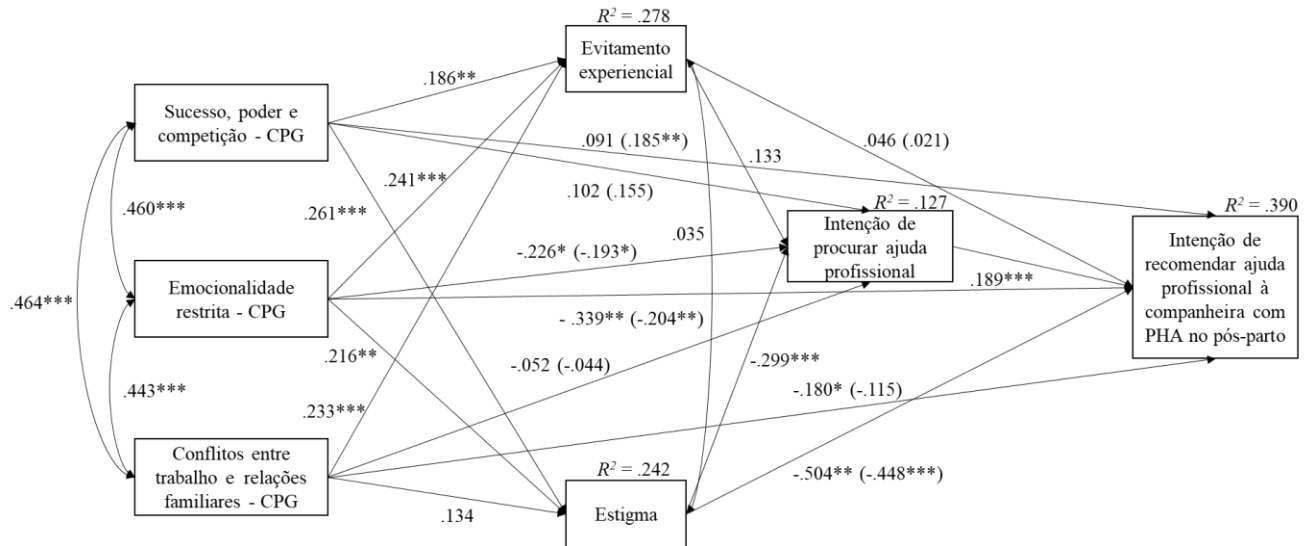 R² = .278
Evitamento
experiencial
.186**
Sucesso, poder e
competição - CPG
.091 (.185**)
.133
.046 (.021)
.241***
.102 (.155)
.460***
.261***
R² = .127
R² = .390
.035
Intenção de
procurar ajuda
profissional
Intenção de
recomendar ajuda
profissional à
companheira com
PHA no pós-parto
-.226* (-.193*)
.464***
Emocionalidade
restrita - CPG
.189***
- .339** (-.204**)
.216**
-.052 (-.044)
-.299***
.443***
-.180* (-.115)
.233***
Conflitos entre
trabalho e relações
familiares - CPG
R² = .242
-.504** (-.448***)
.134
Estigma